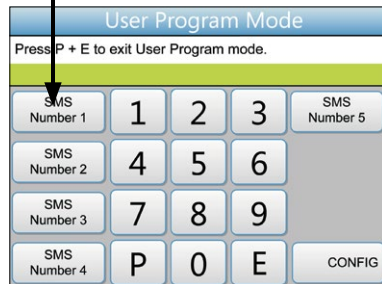 User Program Mode
Press P + E to exit User Program mode.
SMS
Number 1
1
2
3
SMS
Number 5
SMS
Number 2
4
5
6
SMS
Number 3
7
8
9
SMS
Number 4
P
0
E
CONFIG